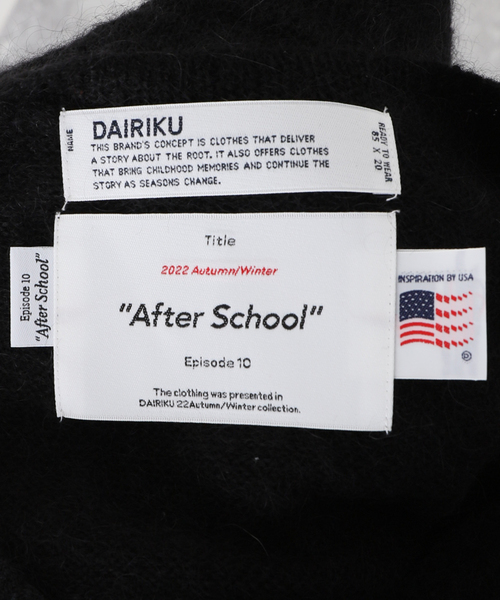 NAME
DAIRIKU
THIS BRAND'S CONCEPT IS CLOTHES THAT DELIVER
A STORY ABOUT THE ROOT. IT ALSO OFFERS CLOTHES
THAT BRING CHILDHOOD MEMORIES AND CONTINUE THE
STORY AS SEASONS CHANGE.
READY TO WEAR
85 X 20
Title
2022 Autumn/Winter
"After School"
Episode 10
The clothing was presented in
DAIRIKU 22Autumn/Winter collection.
Episode 10
"After School"
INSPIRATION BY USA